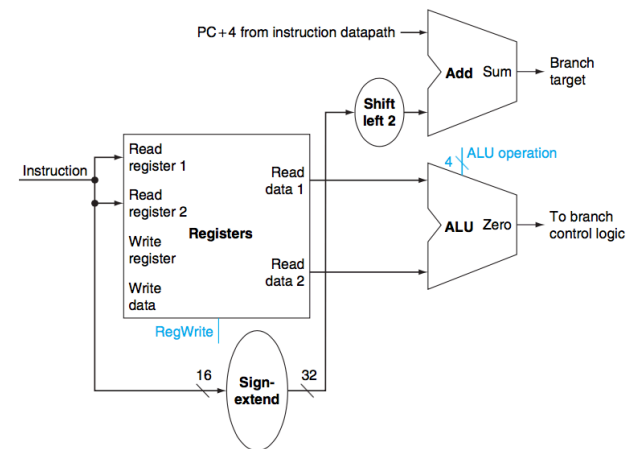 PC+4 from instruction datapath
Add Sum
Branch
target
Shift
left 2
4
ALU operation
Instruction
Read
register 1
Read
data 1
Read
register 2
Registers
Write
register
Write
data
Read
data 2
ALU Zero
To branch
control logic
RegWrite
16
Sign-
extend
32